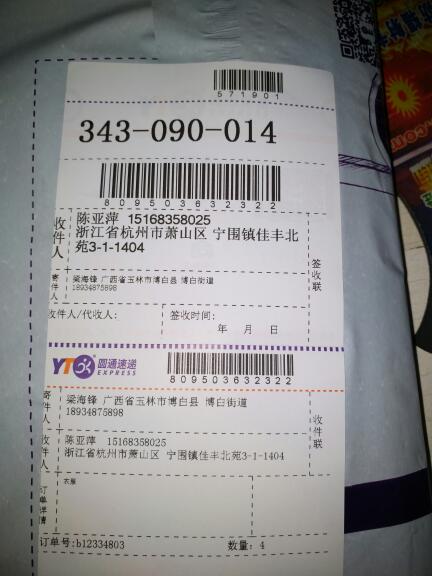 571901
343-090-014
809503632322
收件人
陈亚萍 15168358025
浙江省杭州市萧山区 宁围镇佳丰北
苑3-1-1404
签收联
寄件人
梁海锋 广西省玉林市博白县 博白街道
18934875898
收件人/代收人:
签收时间:
年 月 日
YTO 圆通速递
EXPRESS
809503632322
寄件人
梁海锋 广西省玉林市博白县 博白街道
18934875898
收件人
陈亚萍 15168358025
浙江省杭州市萧山区 宁围镇佳丰北苑3-1-1404
收件联
订单详情
衣服
订单号:b12334803
数量: 4